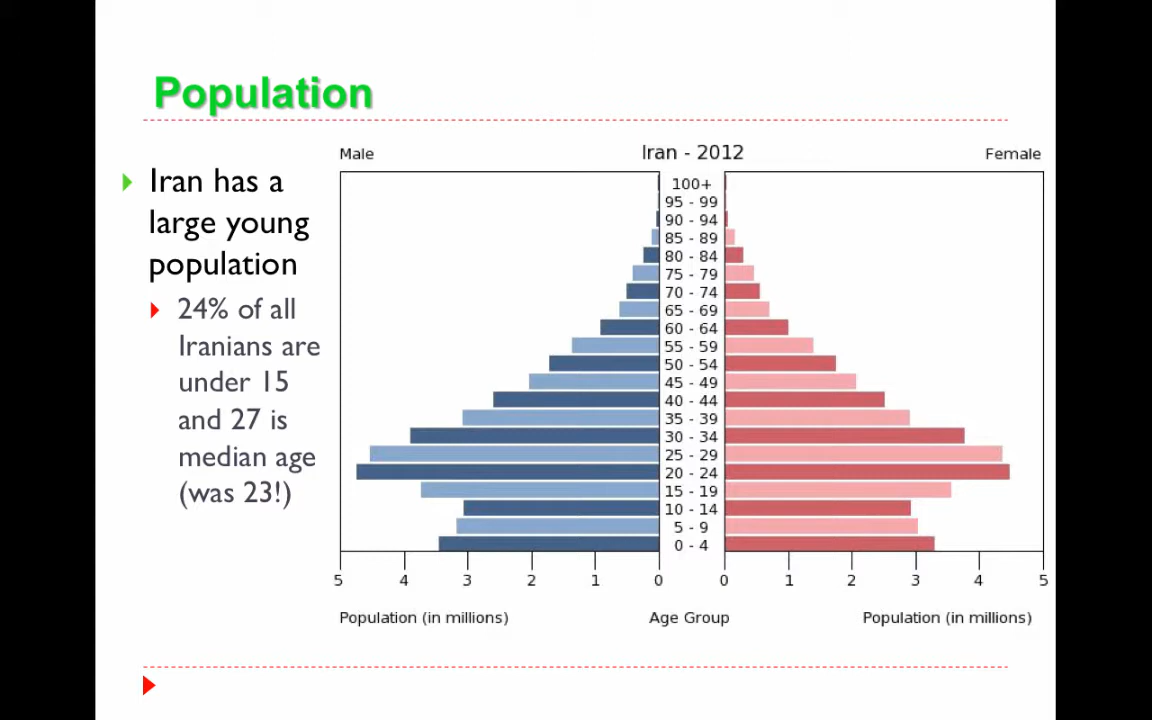 Population
Iran has a
large young
population
24% of all
Iranians are
under 15
and 27 is
median age
(was 23!)
Male
Iran - 2012
Female
100+
95 - 99
90 - 94
85 - 89
80 - 84
75 - 79
70 - 74
65 - 69
60 - 64
55 - 59
50 - 54
45 - 49
40 - 44
35 - 39
30 - 34
25 - 29
20 - 24
15 - 19
10 - 14
5 - 9
0 - 4
5 4 3 2 1 0 0 1 2 3 4 5
Population (in millions)
Age Group
Population (in millions)